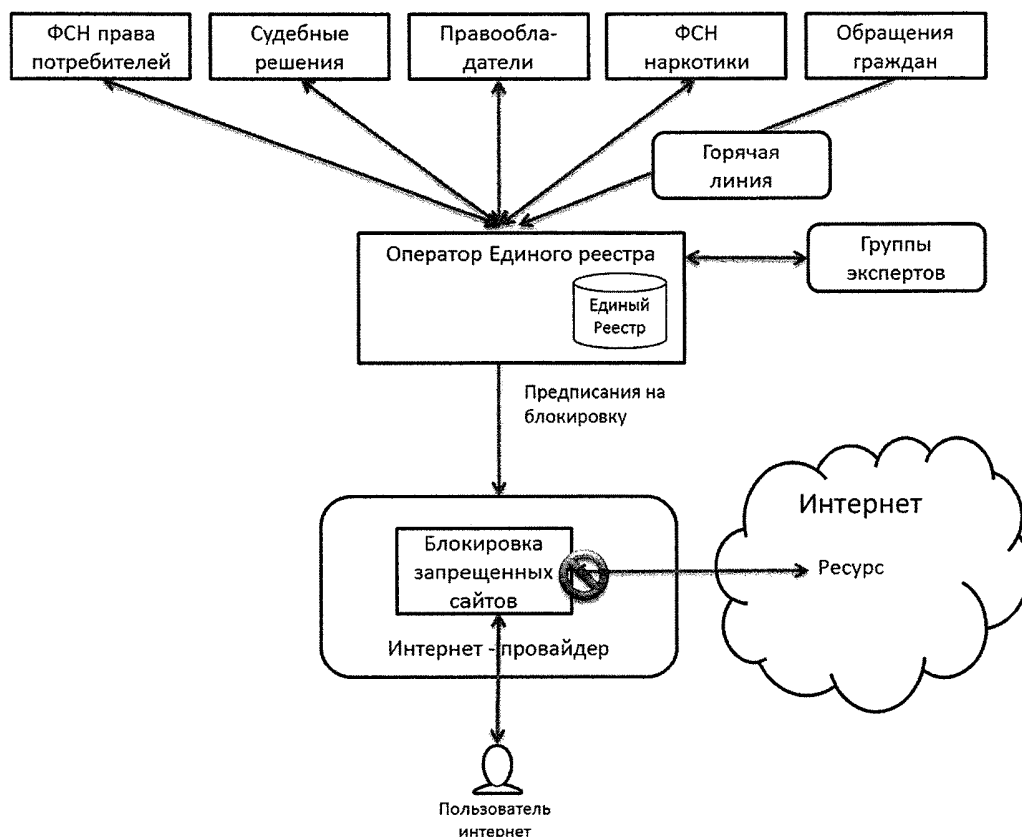 ФСН права
потребителей
Судебные
решения
Правообла-
датели
ФСН
наркотики
Обращения
граждан
Горячая
линия
Оператор Единого реестра
Единый
Реестр
Группы
экспертов
Предписания на
блокировку
Интернет
Блокировка
запрещенных
сайтов
Ресурс
Интернет - провайдер
Пользователь
интернет